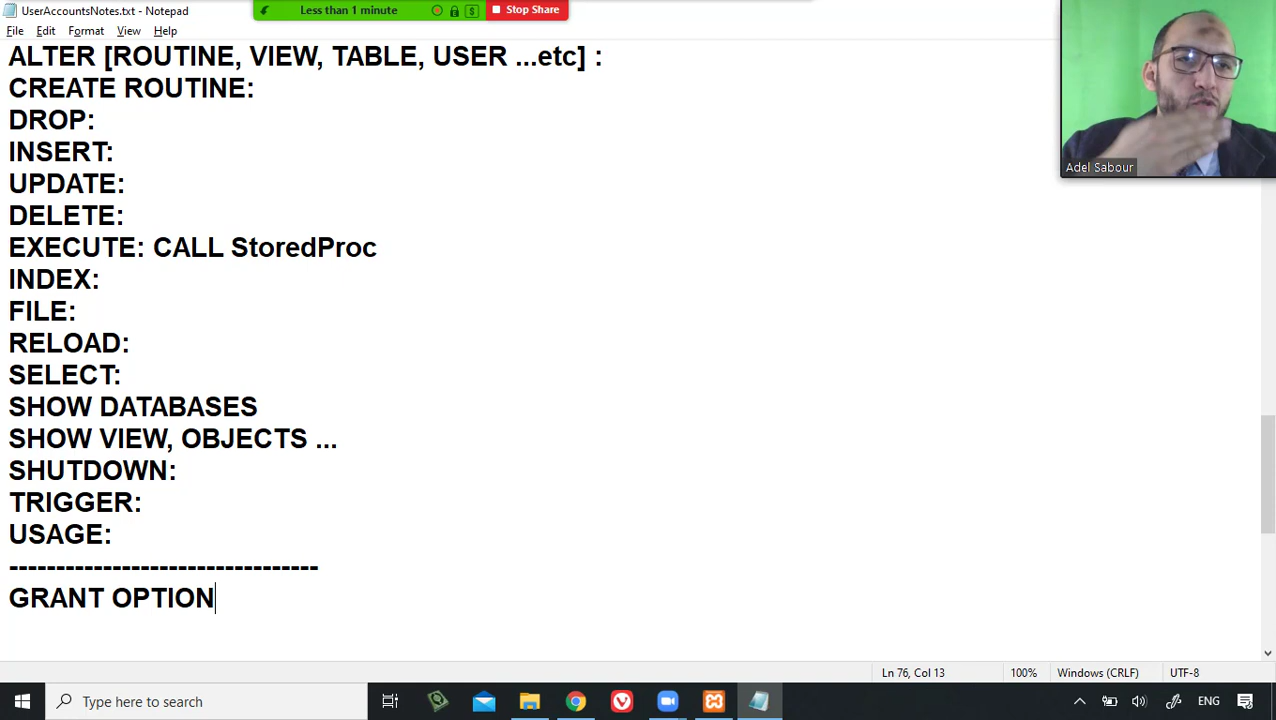 UserAccountsNotes.txt - Notepad
Less than 1 minute
$
Stop Share
File Edit Format View Help
ALTER [ROUTINE, VIEW, TABLE, USER ...etc] :
CREATE ROUTINE:
DROP:
INSERT:
UPDATE:
DELETE:
EXECUTE: CALL StoredProc
INDEX:
FILE:
RELOAD:
SELECT:
SHOW DATABASES
SHOW VIEW, OBJECTS ...
SHUTDOWN:
TRIGGER:
USAGE:
---------------------------------
GRANT OPTION
Adel Sabour
Ln 76, Col 13 100% Windows (CRLF) UTF-8
Type here to search
ENG